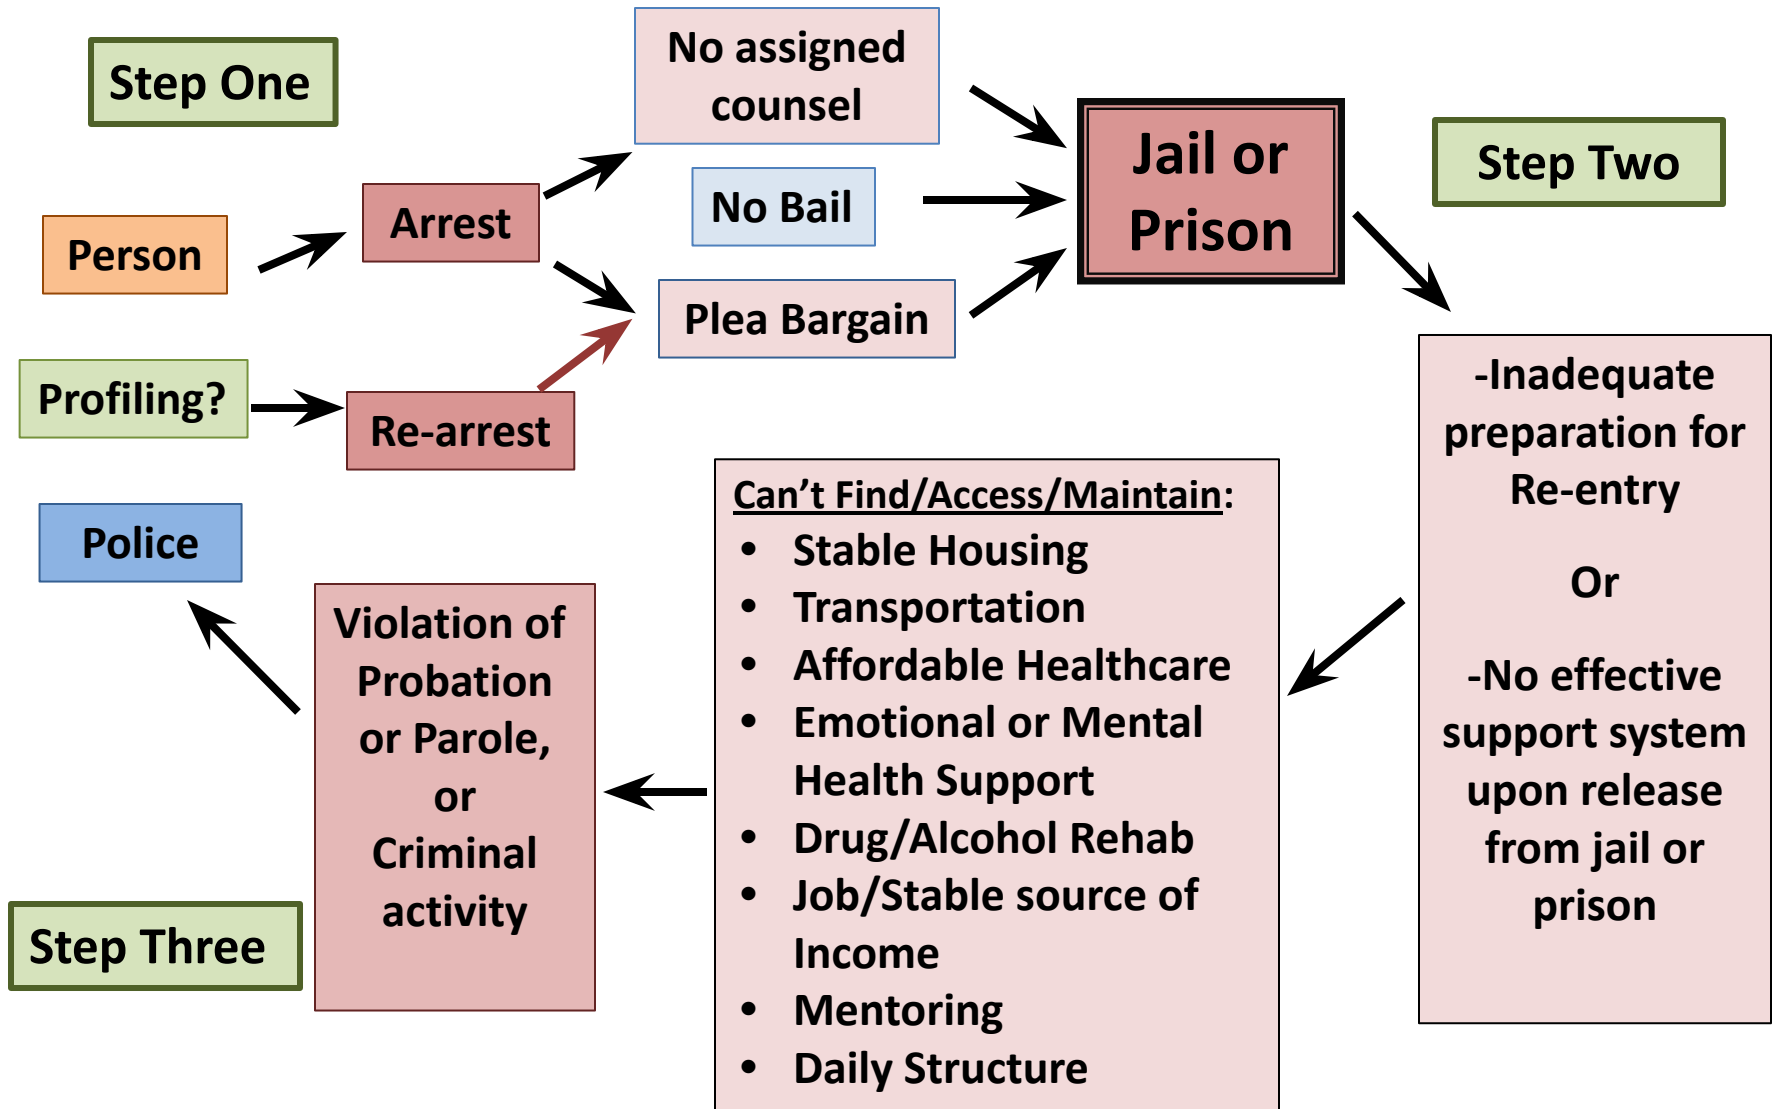 Step One
No assigned
counsel
Jail or
Prison
Step Two
Arrest
No Bail
Person
Plea Bargain
Profiling?
Re-arrest
-Inadequate
preparation for
Re-entry
Or
-No effective
support system
upon release
from jail or
prison
Can’t Find/Access/Maintain:
• Stable Housing
• Transportation
• Affordable Healthcare
• Emotional or Mental
Health Support
• Drug/Alcohol Rehab
• Job/Stable source of
Income
• Mentoring
• Daily Structure
Police
Violation of
Probation
or Parole,
or
Criminal
activity
Step Three